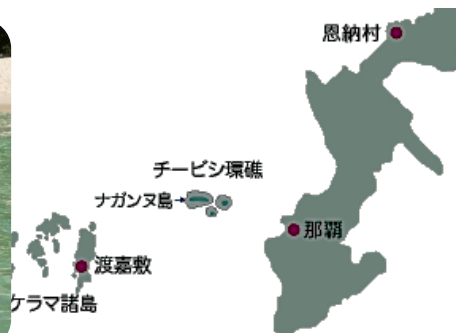 恩納村
チービシ環礁
ナガンヌ島
那覇
渡嘉敷
ケラマ諸島